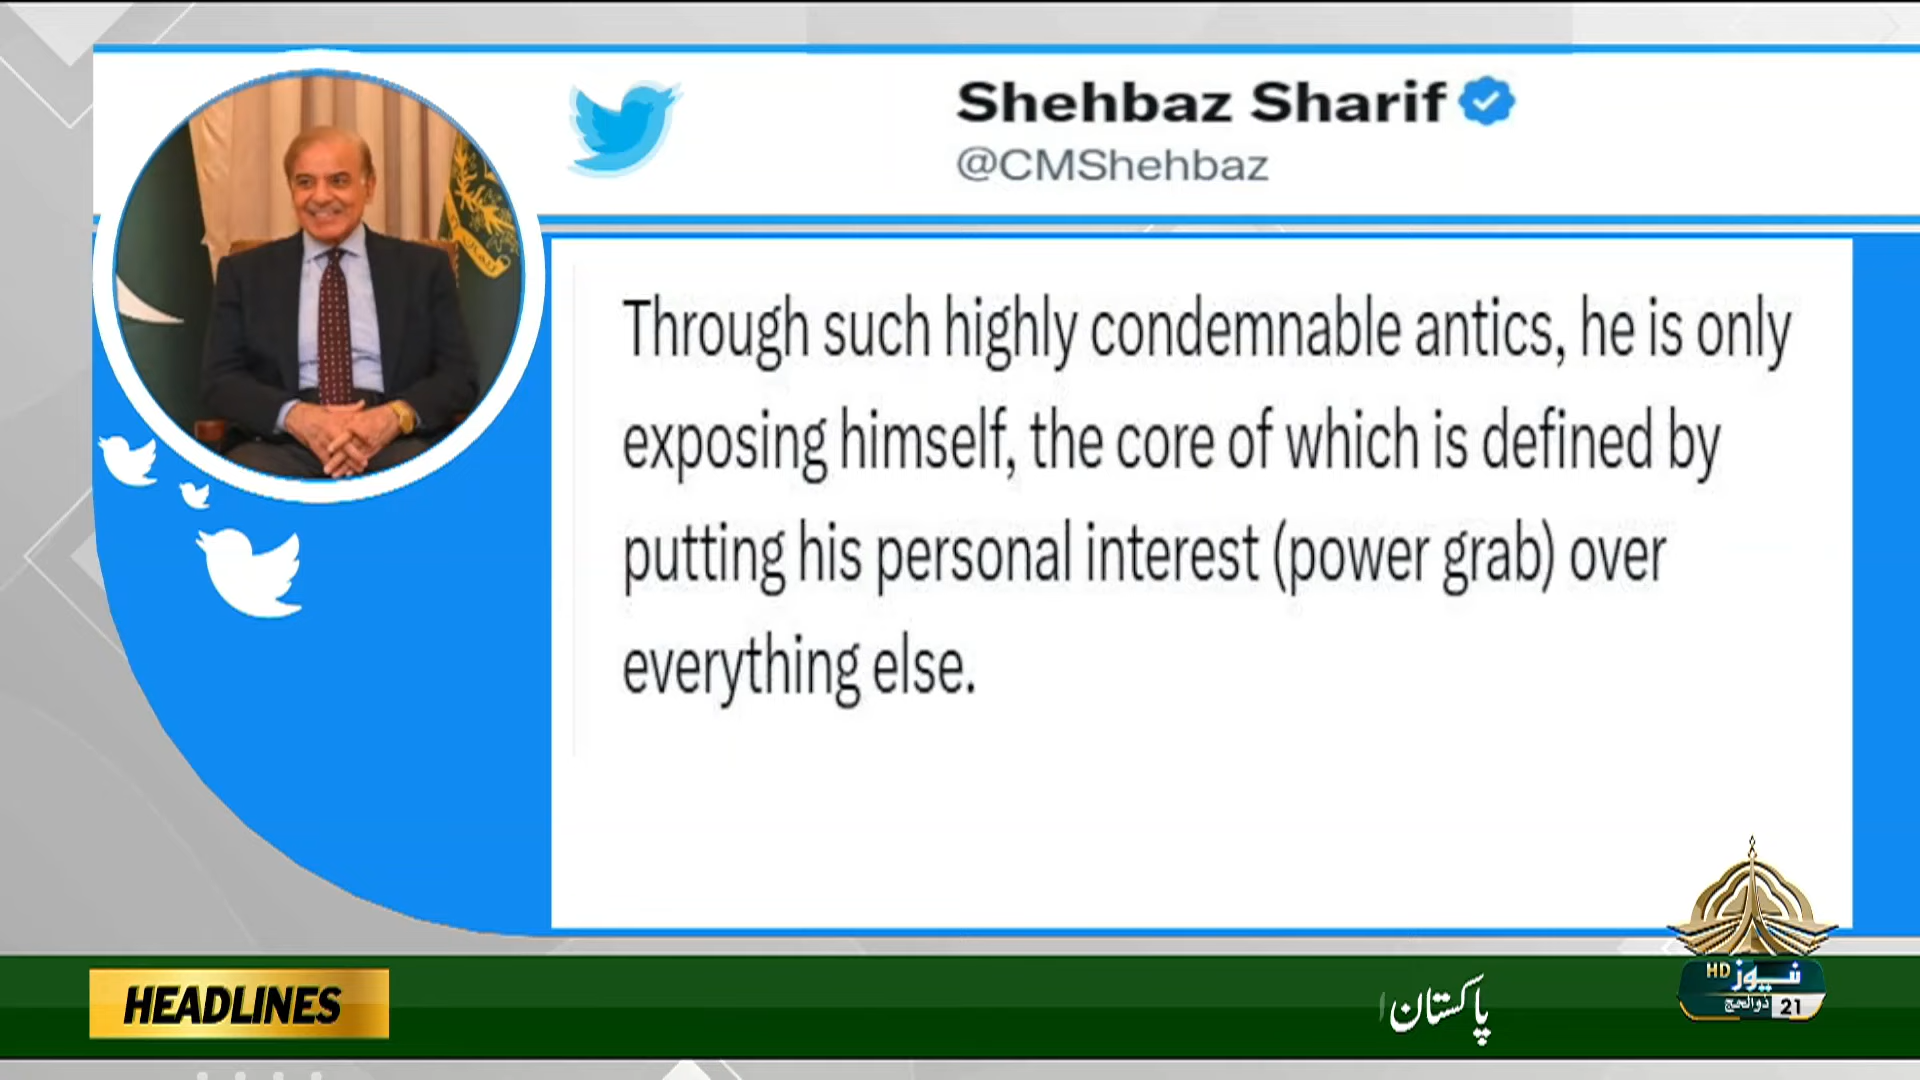 Shehbaz Sharif
@CMShehbaz
Through such highly condemnable antics, he is only
exposing himself, the core of which is defined by
putting his personal interest (power grab) over
everything else.
HEADLINES
پاکستان
نیوز HD
21 ذوالحج